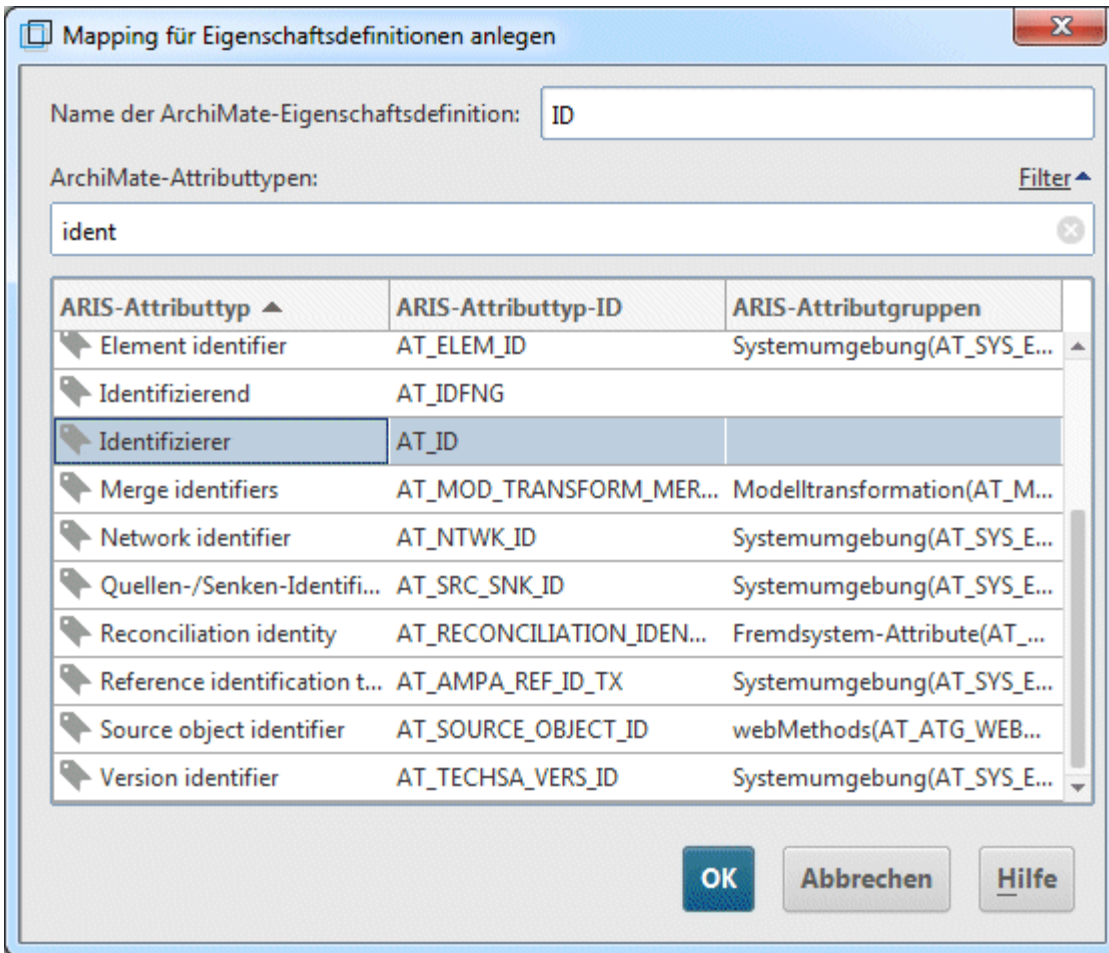 Mapping für Eigenschaftsdefinitionen anlegen
Name der ArchiMate-Eigenschaftsdefinition: ID
ArchiMate-Attributtypen: Filter
ident
ARIS-Attributtyp ARIS-Attributtyp-ID ARIS-Attributgruppen
Element identifier AT_ELEM_ID Systemumgebung(AT_SYS_E...
Identifizierend AT_IDFNG
Identifizierer AT_ID
Merge identifiers AT_MOD_TRANSFORM_MER... Modelltransformation(AT_M...
Network identifier AT_NTWK_ID Systemumgebung(AT_SYS_E...
Quellen-/Senken-Identifi... AT_SRC_SNK_ID Systemumgebung(AT_SYS_E...
Reconciliation identity AT_RECONCILIATION_IDEN... Fremdsystem-Attribute(AT_...
Reference identification t... AT_AMPA_REF_ID_TX Systemumgebung(AT_SYS_E...
Source object identifier AT_SOURCE_OBJECT_ID webMethods(AT_ATG_WEB...
Version identifier AT_TECHSA_VERS_ID Systemumgebung(AT_SYS_E...
OK Abbrechen Hilfe